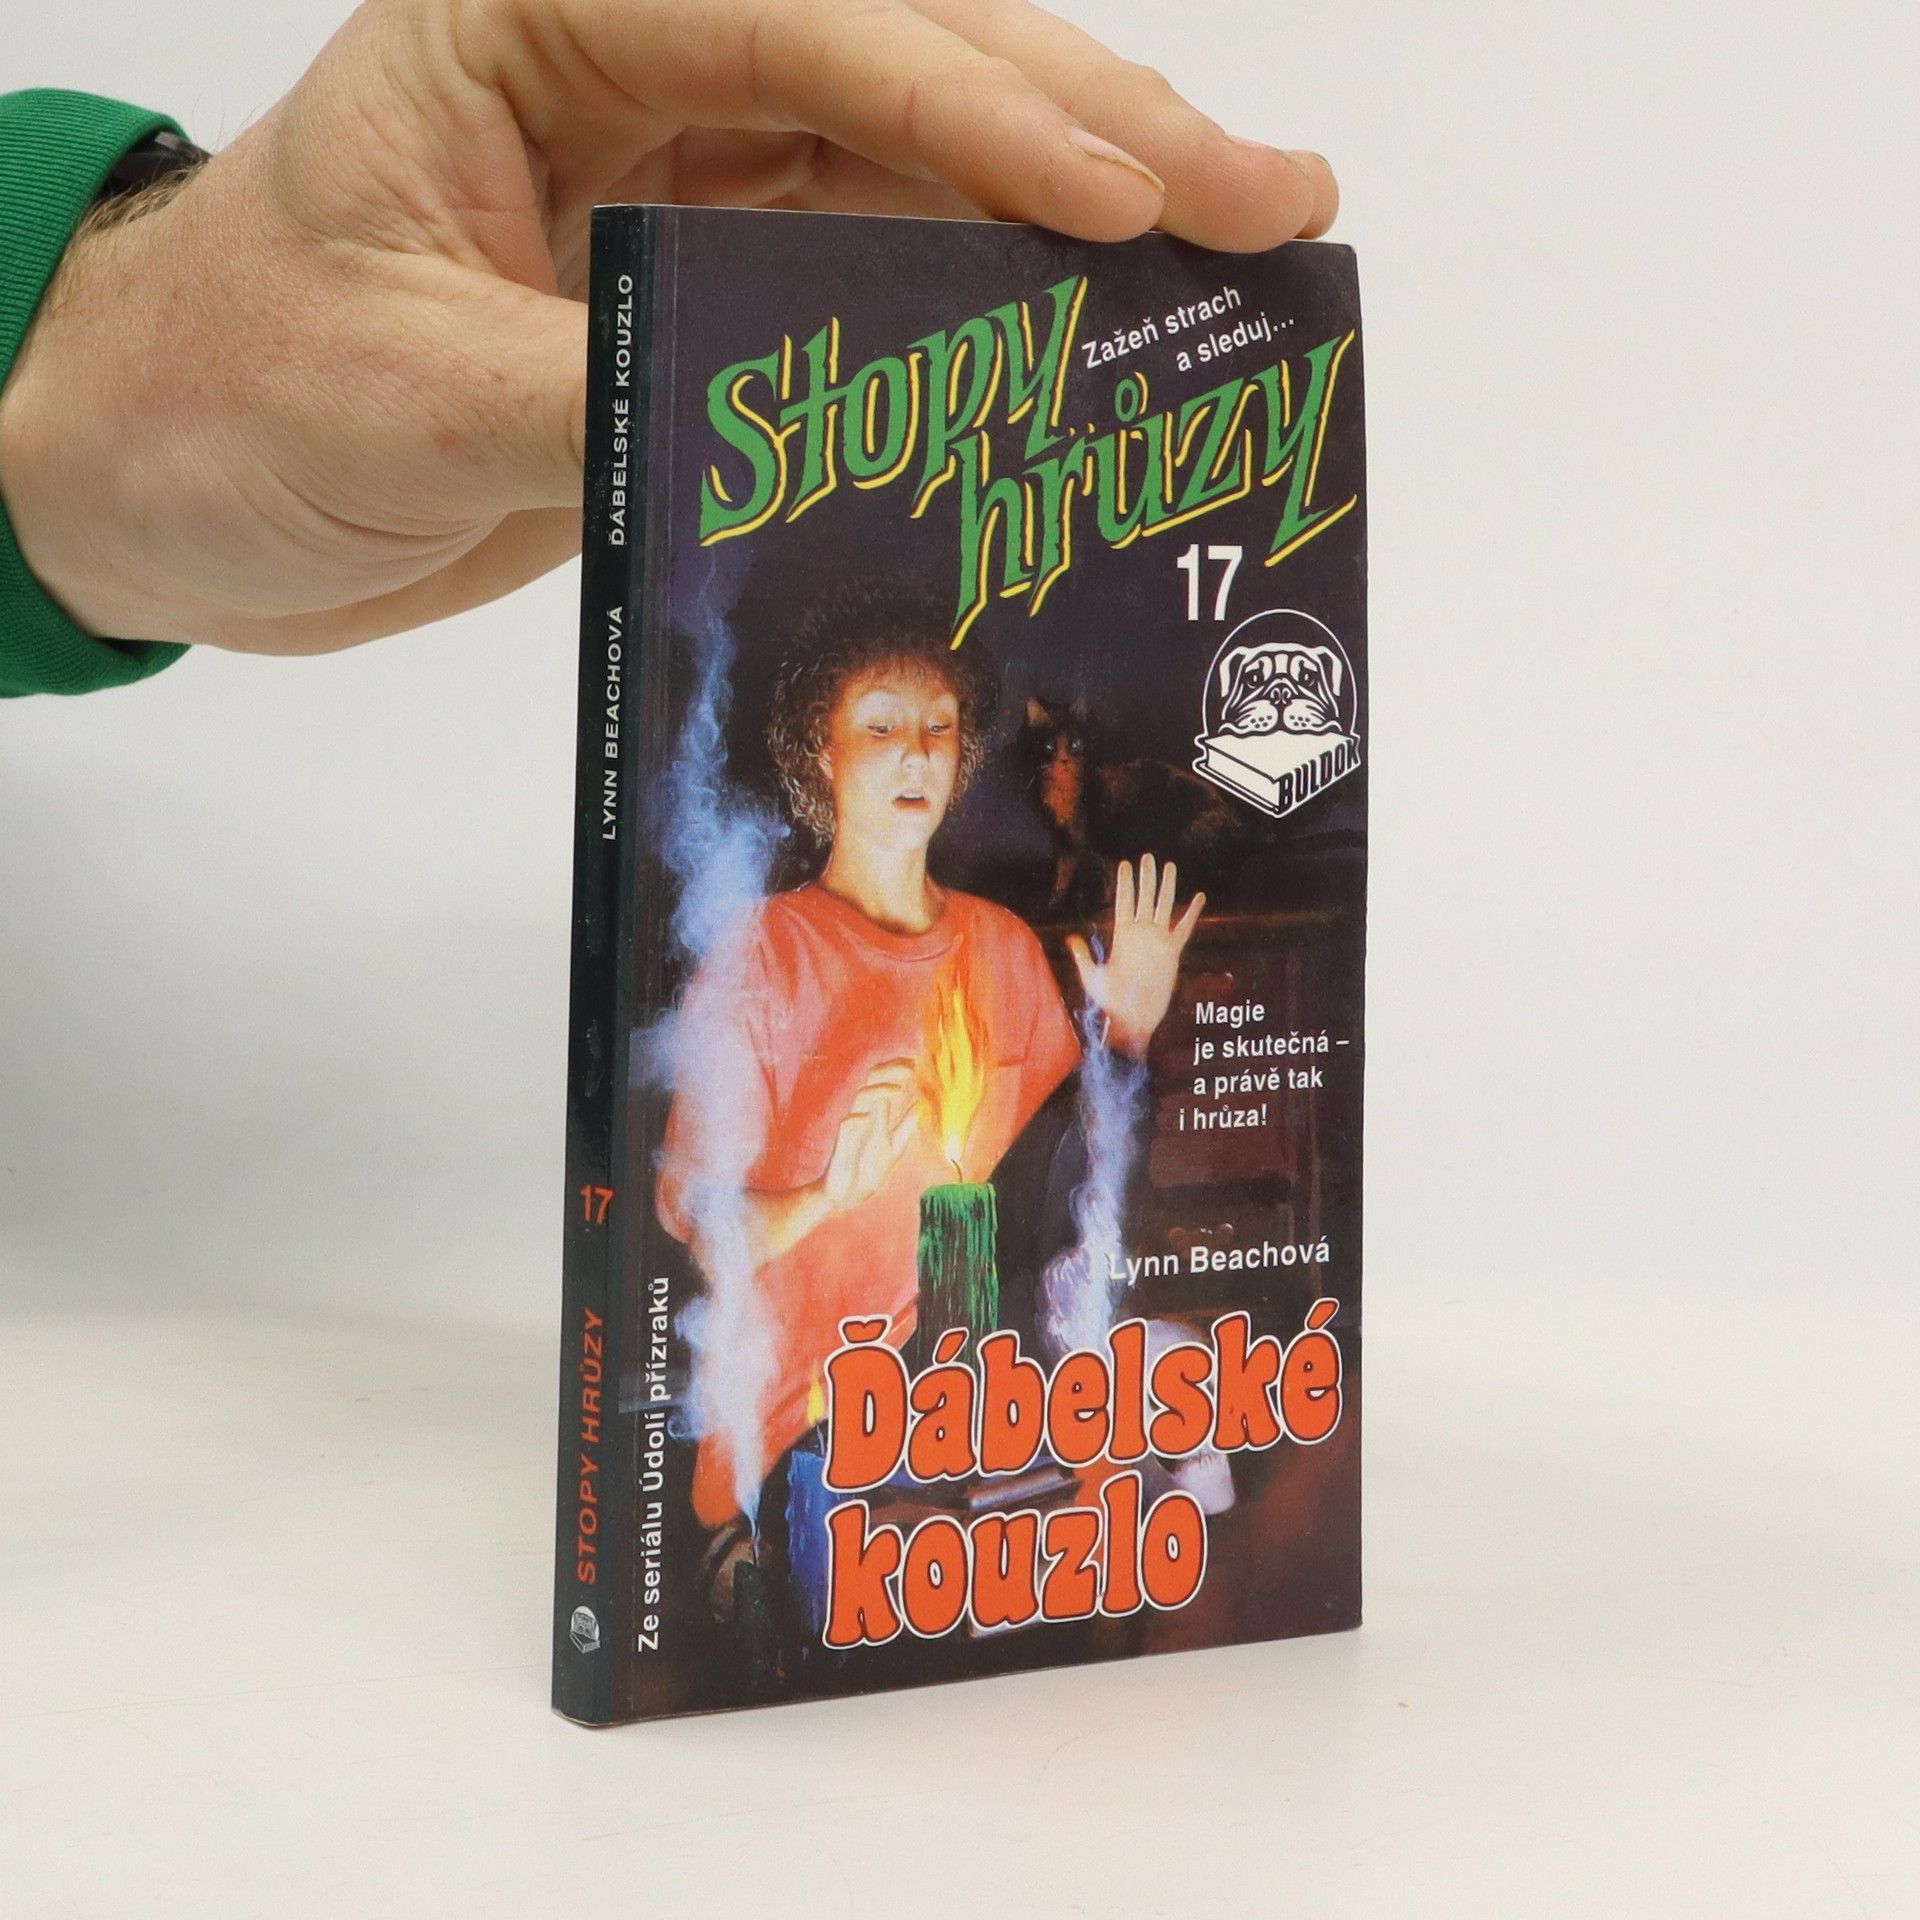 Zažeň strach
a sleduj...
Stopy
hrůzy
17
BULDOK
Magie
je skutečná –
a právě tak
i hrůza!
Lynn Beachová
Ďábelské
kouzlo
Ze seriálu Údolí přízraků
STOPY HRŮZY 17 LYNN BEACHOVÁ ĎÁBELSKÉ KOUZLO